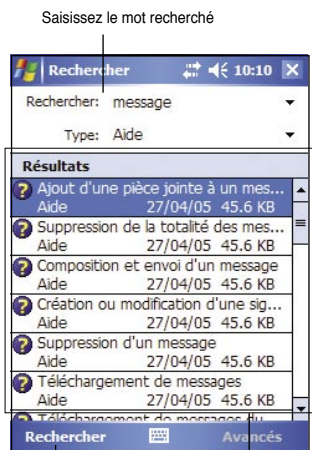 Saisissez le mot recherché
Rechercher 10:10
Rechercher: message
Type: Aide
Résultats
Ajout d'une pièce jointe à un mes...
Aide 27/04/05 45.6 KB
Suppression de la totalité des mes...
Aide 27/04/05 45.6 KB
Composition et envoi d'un message
Aide 27/04/05 45.6 KB
Création ou modification d'une sig...
Aide 27/04/05 45.6 KB
Suppression d'un message
Aide 27/04/05 45.6 KB
Téléchargement de messages
Aide 27/04/05 45.6 KB
Téléchargement de messages du
Rechercher Avancés